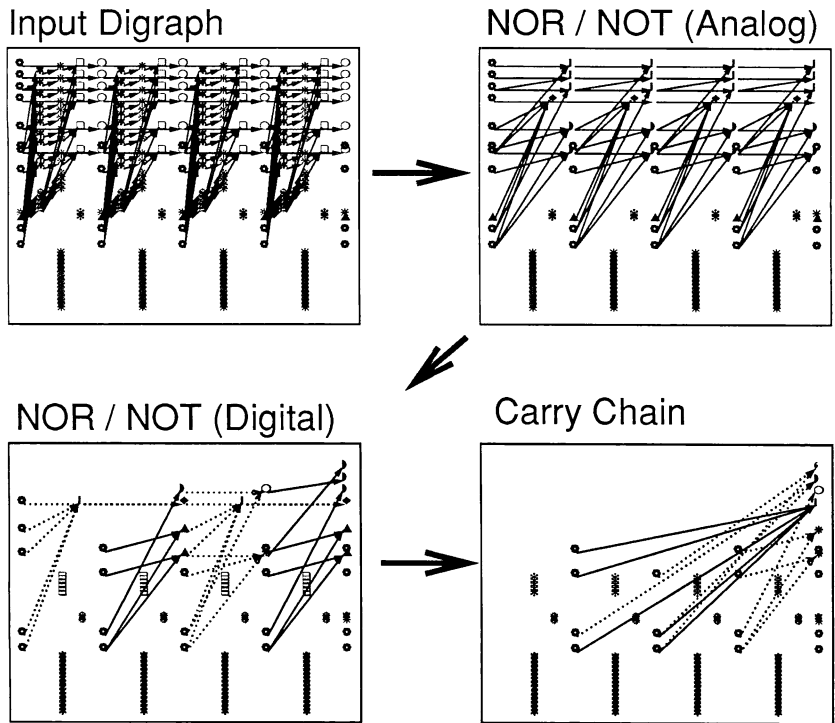 Input Digraph
NOR / NOT (Analog)
NOR / NOT (Digital)
Carry Chain